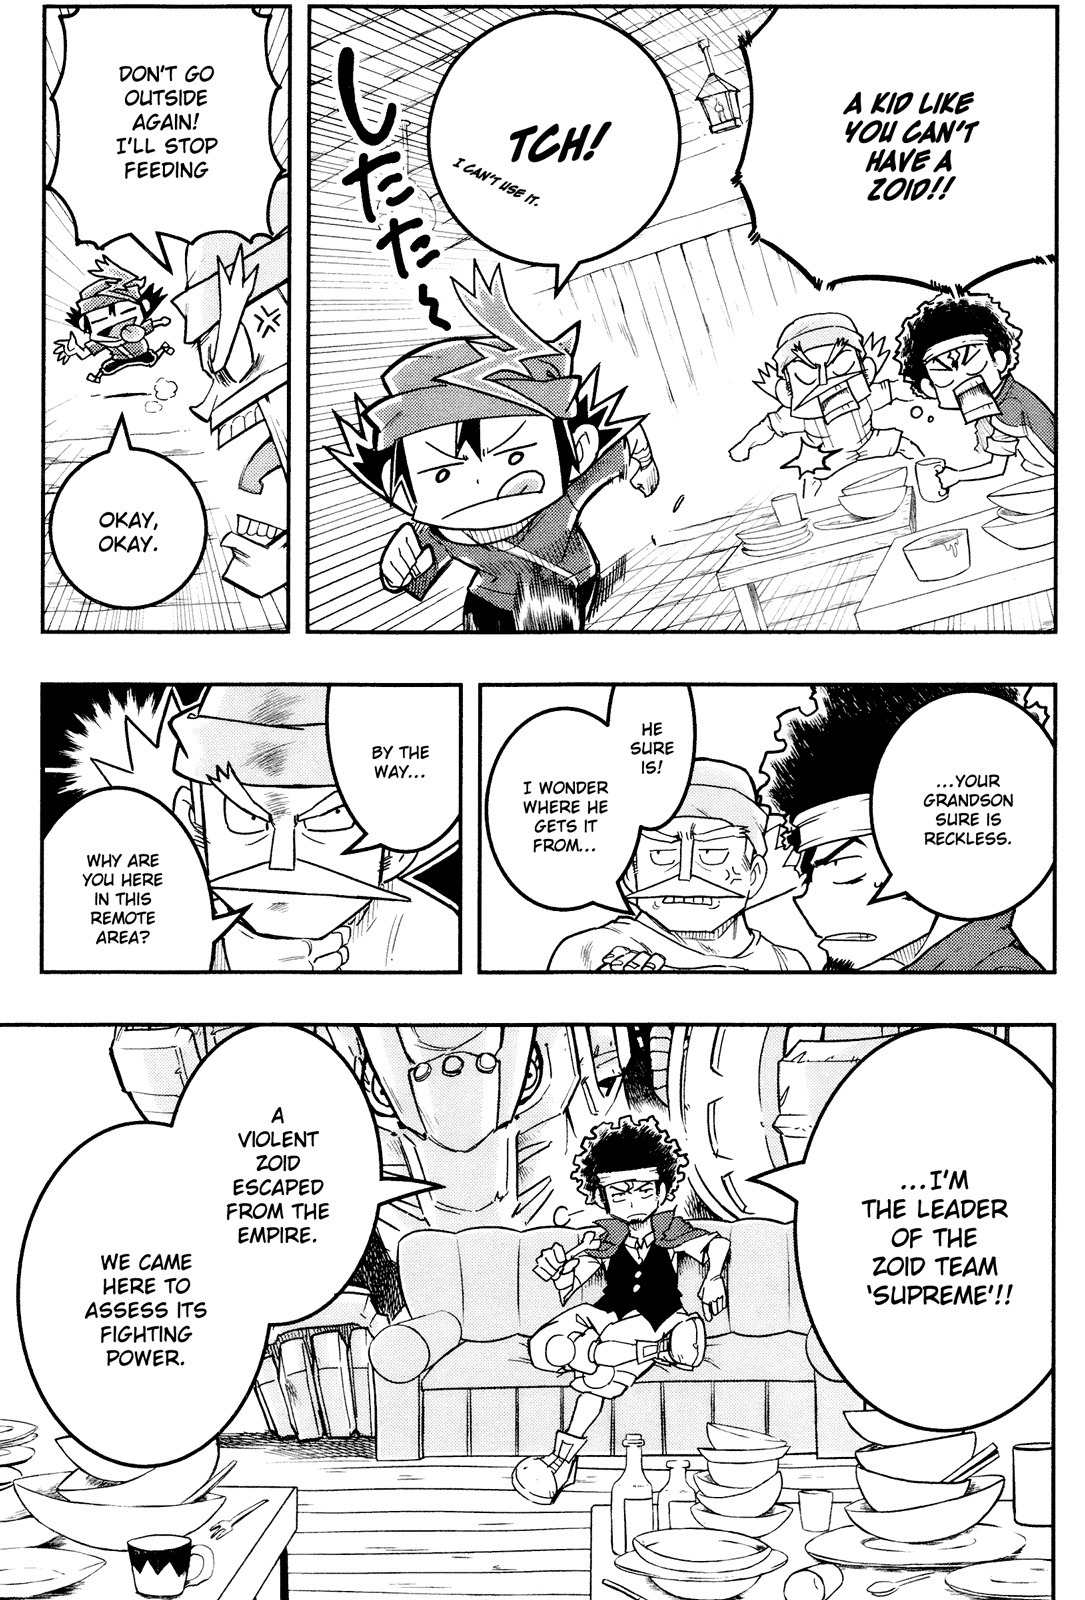 A KID LIKE
YOU CAN'T
HAVE A
ZOID!!
TCH!
I CAN'T USE IT.
したた〜
DON'T GO
OUTSIDE
AGAIN!
I'LL STOP
FEEDING
OKAY,
OKAY.
...YOUR
GRANDSON
SURE IS
RECKLESS.
HE
SURE
IS!
I WONDER
WHERE HE
GETS IT
FROM...
BY THE
WAY...
WHY ARE
YOU HERE
IN THIS
REMOTE
AREA?
...I'M
THE LEADER
OF THE
ZOID TEAM
'SUPREME'!!
A
VIOLENT
ZOID
ESCAPED
FROM THE
EMPIRE.
WE CAME
HERE TO
ASSESS ITS
FIGHTING
POWER.